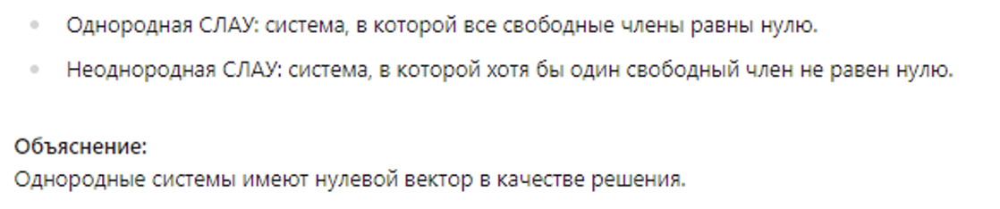 Однородная СЛАУ: система, в которой все свободные члены равны нулю.
Неоднородная СЛАУ: система, в которой хотя бы один свободный член не равен нулю.
Объяснение:
Однородные системы имеют нулевой вектор в качестве решения.